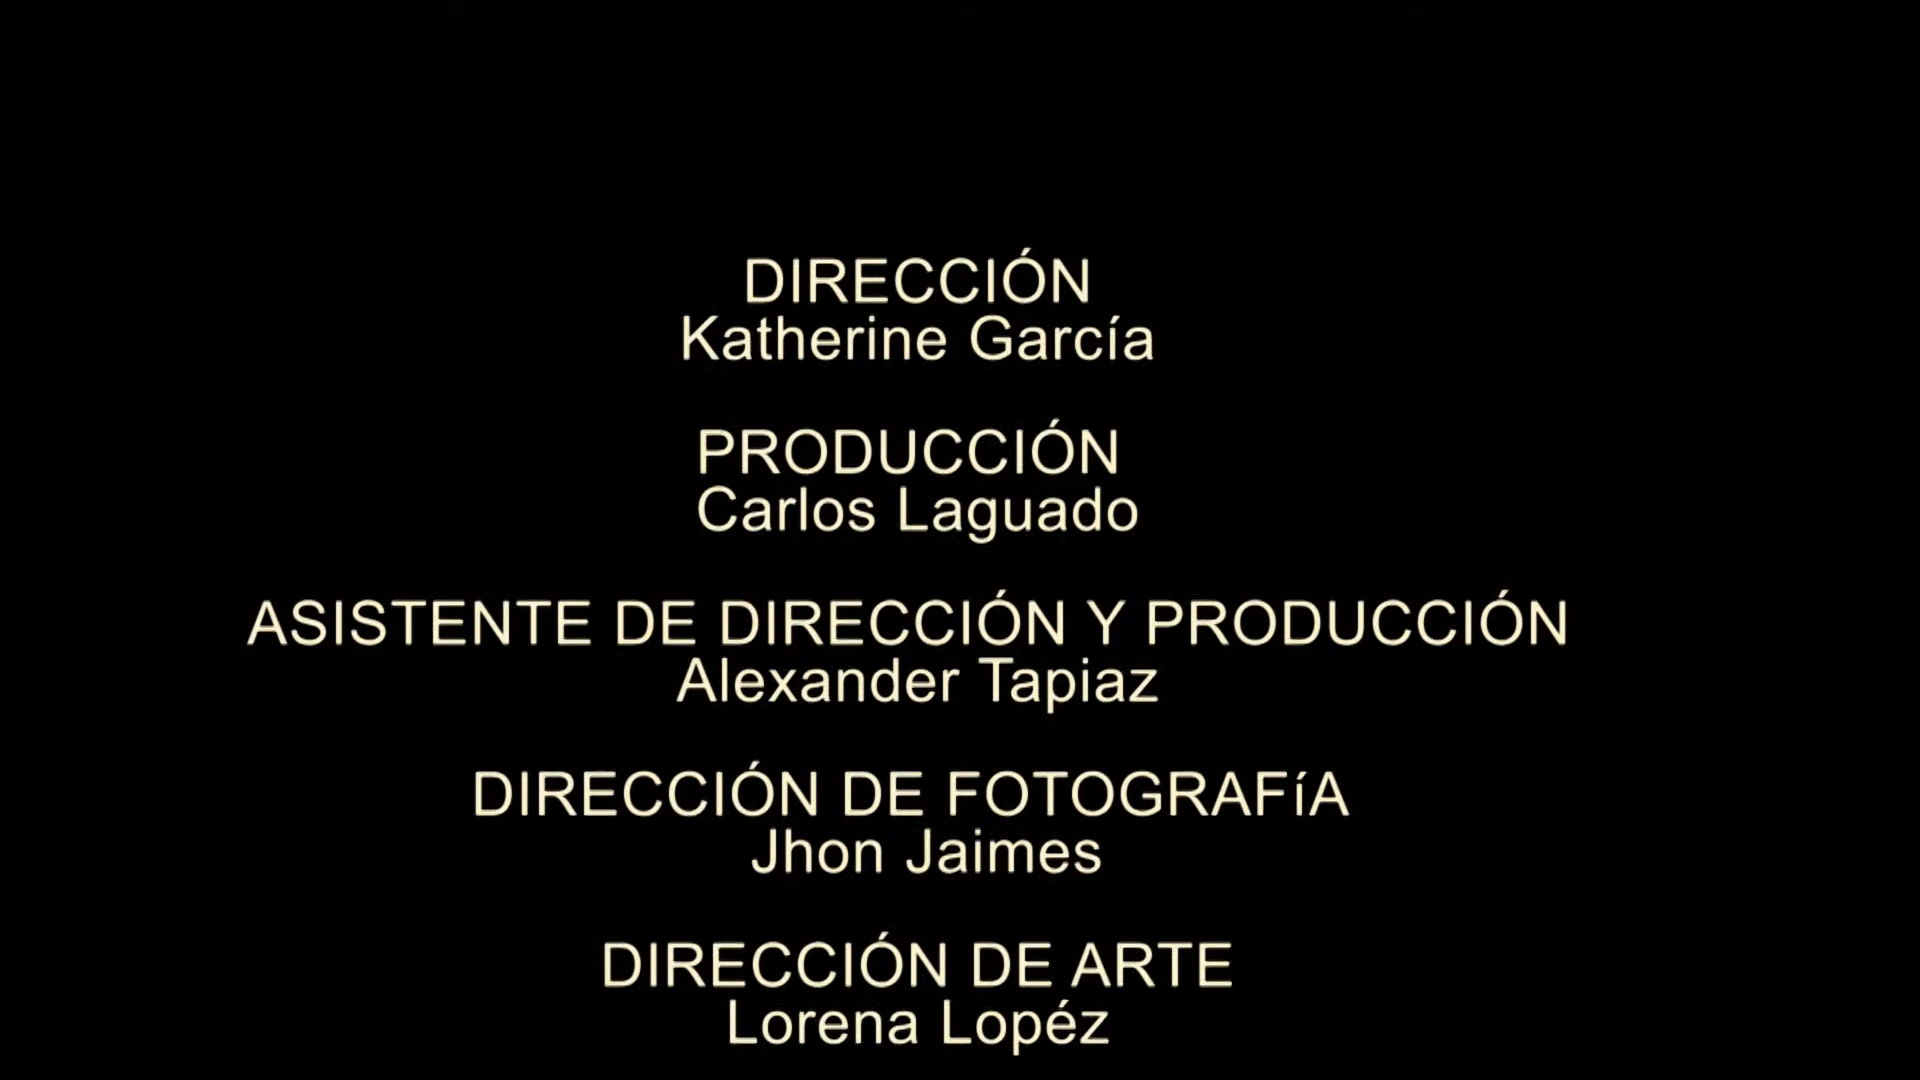 DIRECCIÓN
Katherine García
PRODUCCIÓN
Carlos Laguado
ASISTENTE DE DIRECCIÓN Y PRODUCCIÓN
Alexander Tapiaz
DIRECCIÓN DE FOTOGRAFíA
Jhon Jaimes
DIRECCIÓN DE ARTE
Lorena Lopéz